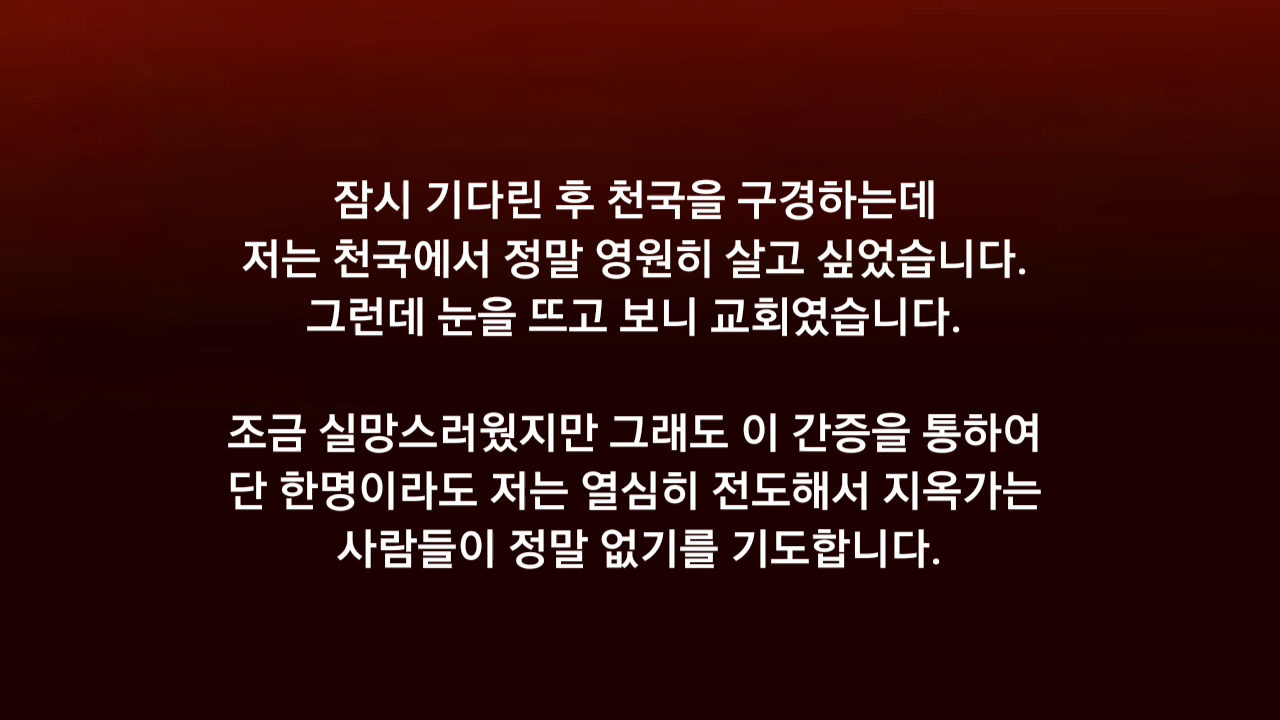 잠시 기다린 후 천국을 구경하는데
저는 천국에서 정말 영원히 살고 싶었습니다.
그런데 눈을 뜨고 보니 교회였습니다.
조금 실망스러웠지만 그래도 이 간증을 통하여
단 한명이라도 저는 열심히 전도해서 지옥가는
사람들이 정말 없기를 기도합니다.